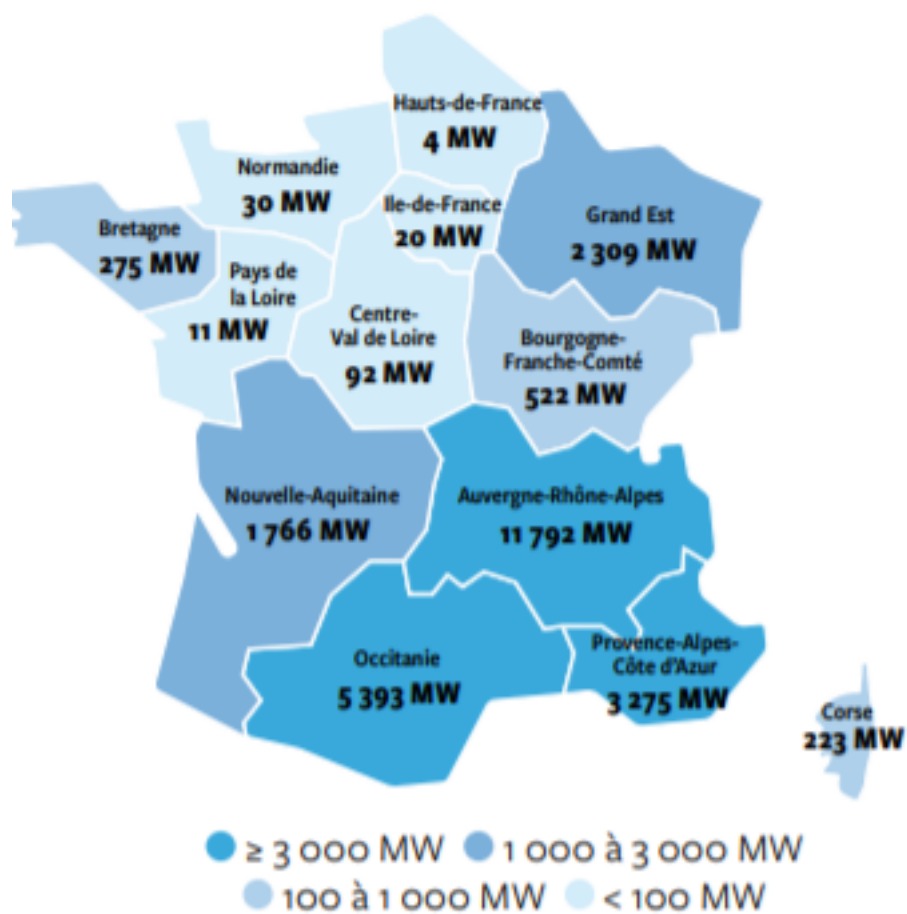 Hauts-de-France
4 MW
Normandie
30 MW
Ile-de-France
20 MW
Grand Est
2 309 MW
Bretagne
275 MW
Pays de
la Loire
11 MW
Centre-
Val de Loire
92 MW
Bourgogne-
Franche-Comté
522 MW
Nouvelle-Aquitaine
1 766 MW
Auvergne-Rhône-Alpes
11 792 MW
Occitanie
5 393 MW
Provence-Alpes-
Côte d'Azur
3 275 MW
Corse
223 MW
≥ 3 000 MW 1 000 à 3 000 MW
100 à 1 000 MW < 100 MW